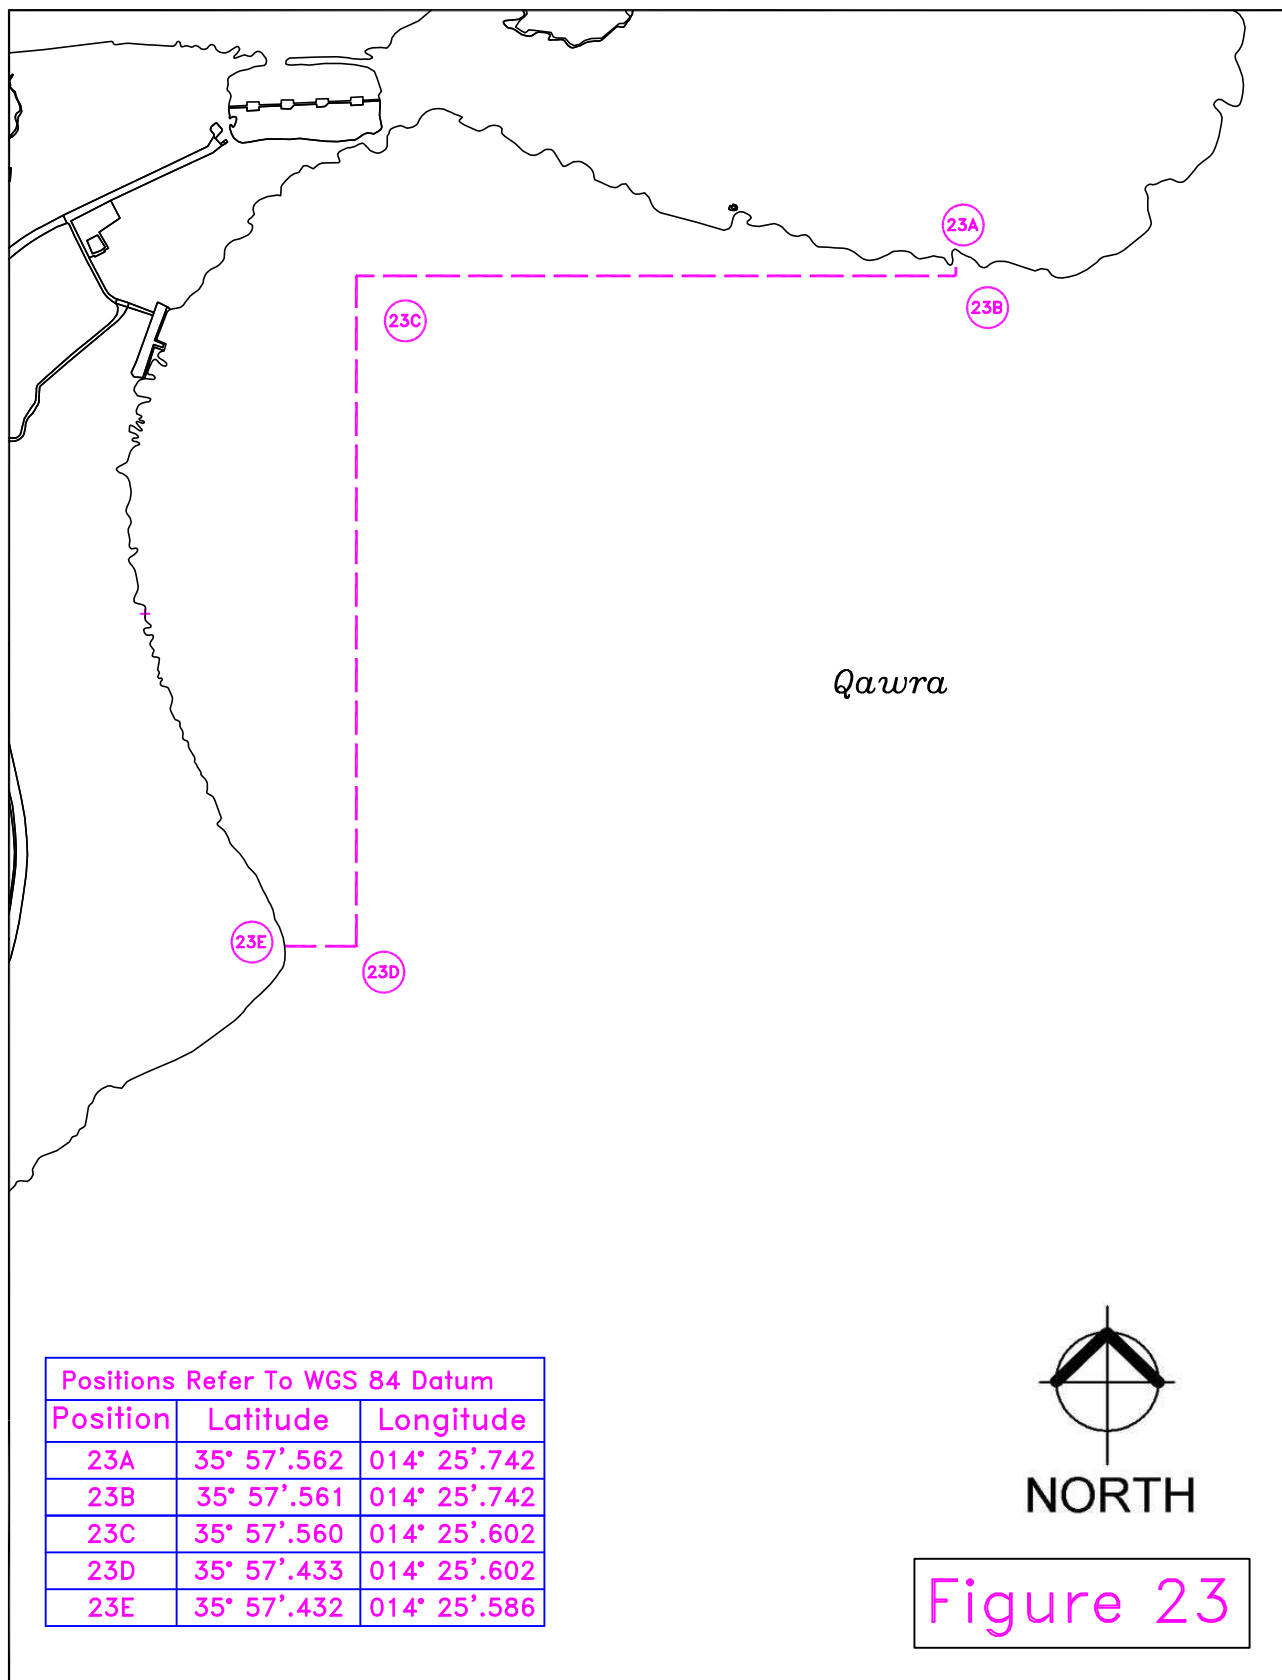 23A
23B
23C
Qawra
23E
23D
Positions Refer To WGS 84 Datum
Position Latitude Longitude
23A 35° 57'.562 014° 25'.742
23B 35° 57'.561 014° 25'.742
23C 35° 57'.560 014° 25'.602
23D 35° 57'.433 014° 25'.602
23E 35° 57'.432 014° 25'.586
NORTH
Figure 23